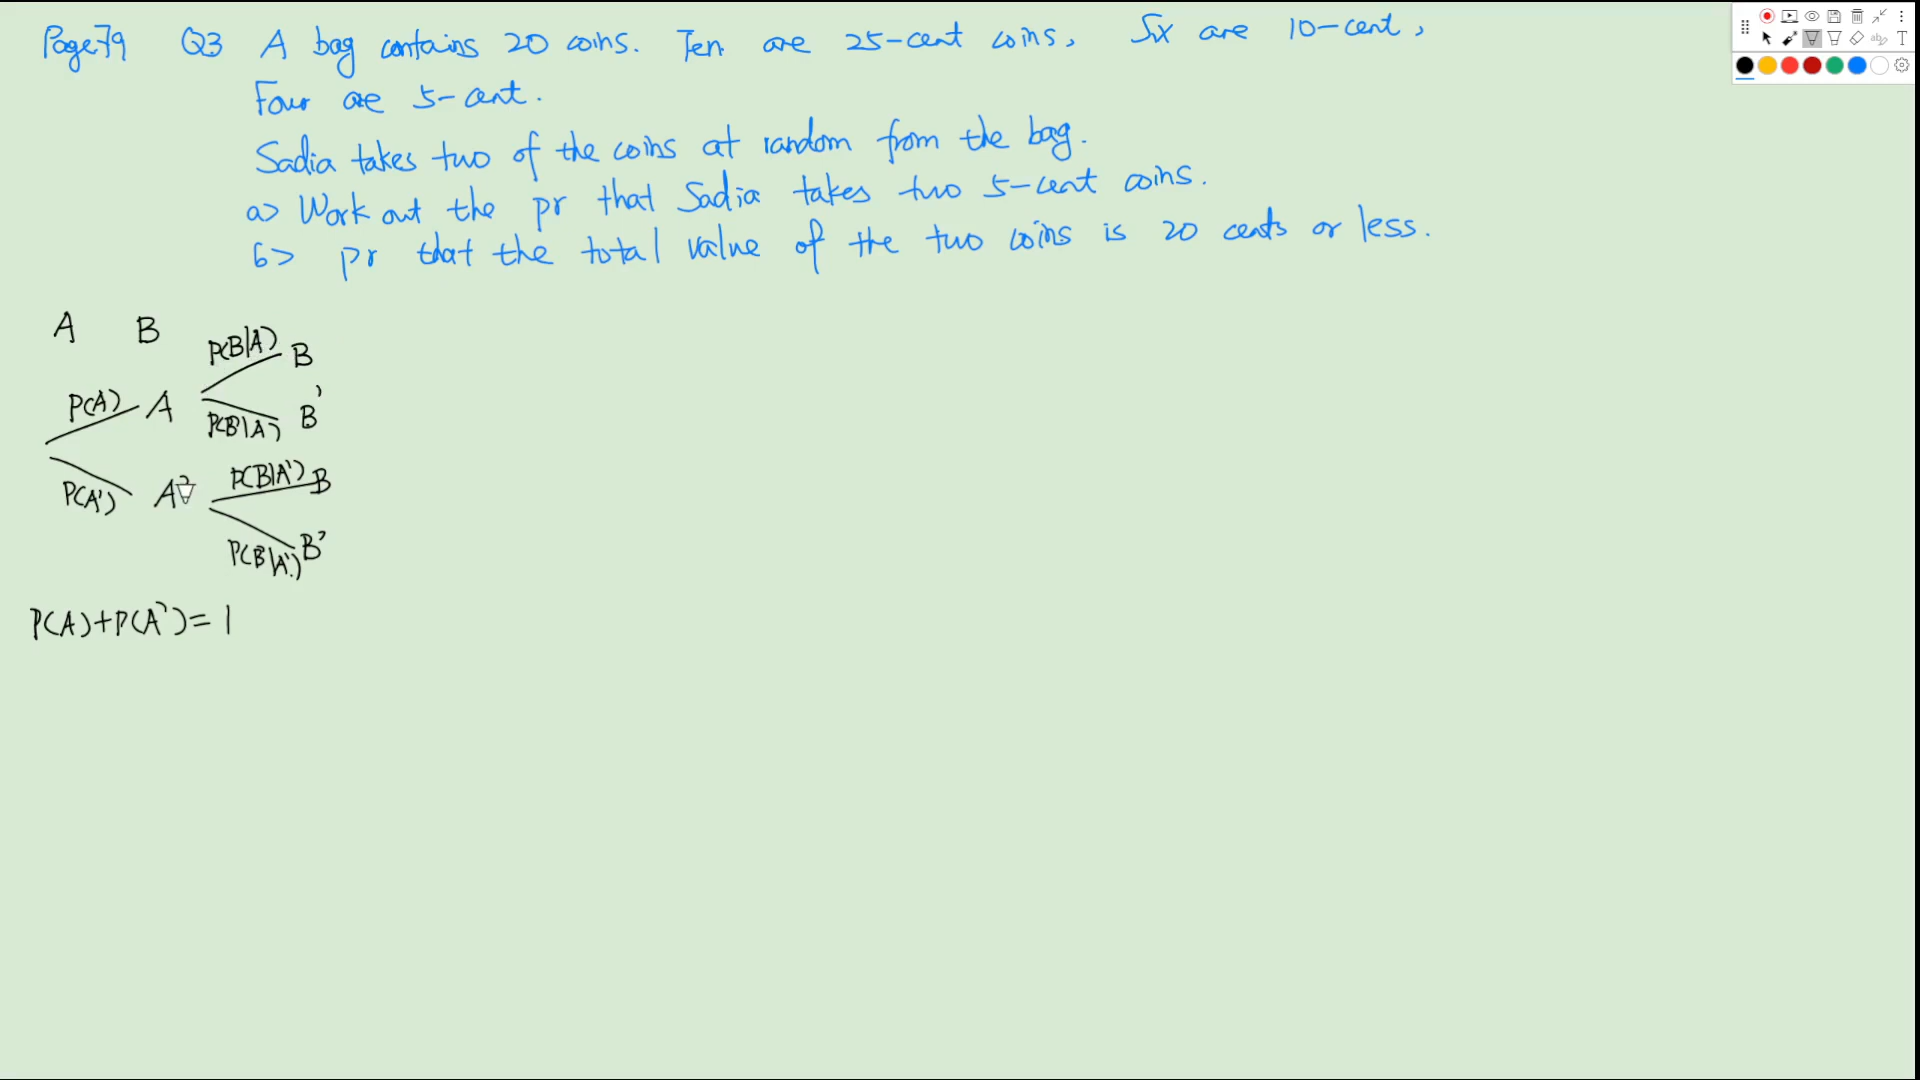 Page79 Q3 A bag contains 20 coins. Ten are 25-cent coins, Six are 10-cent,
Four are 5-cent.
Sadia takes two of the coins at random from the bag.
a> Work out the pr that Sadia takes two 5-cent coins.
b> pr that the total value of the two coins is 20 cents or less.
A B
P(B|A) B
P(A) A
P(B'|A) B'
P(B|A') B
P(A') A'
P(B'|A') B'
P(A)+P(A')=1